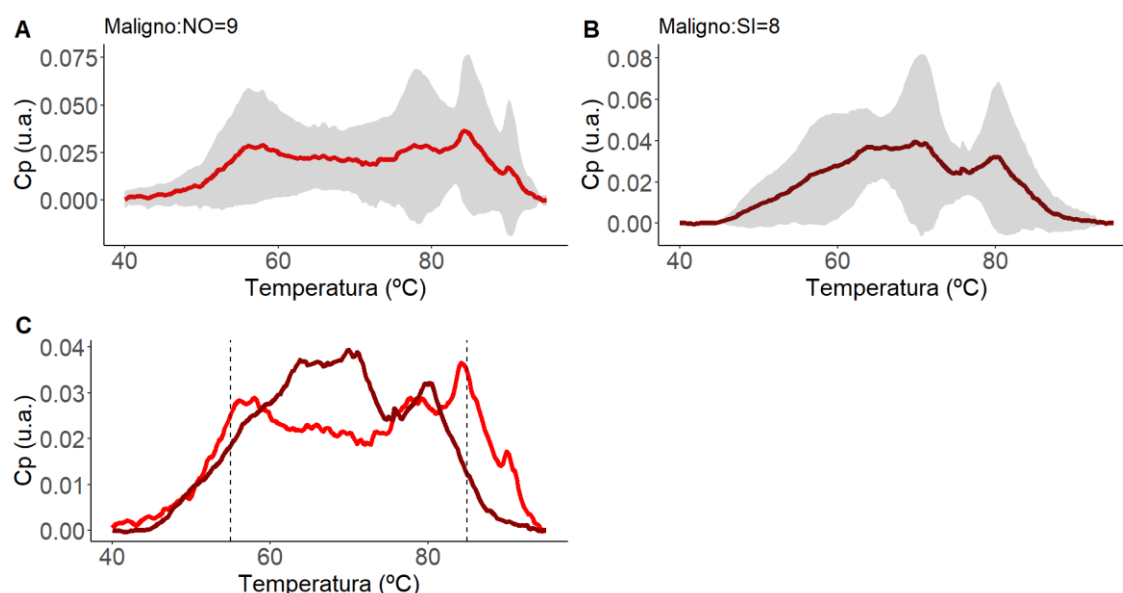 A
Maligno:NO=9
0.075
0.050
0.025
0.000
Cp (u.a.)
40 60 80
Temperatura (ºC)
B
Maligno:SI=8
0.08
0.06
0.04
0.02
0.00
Cp (u.a.)
40 60 80
Temperatura (ºC)
C
0.04
0.03
0.02
0.01
0.00
Cp (u.a.)
40 60 80
Temperatura (ºC)